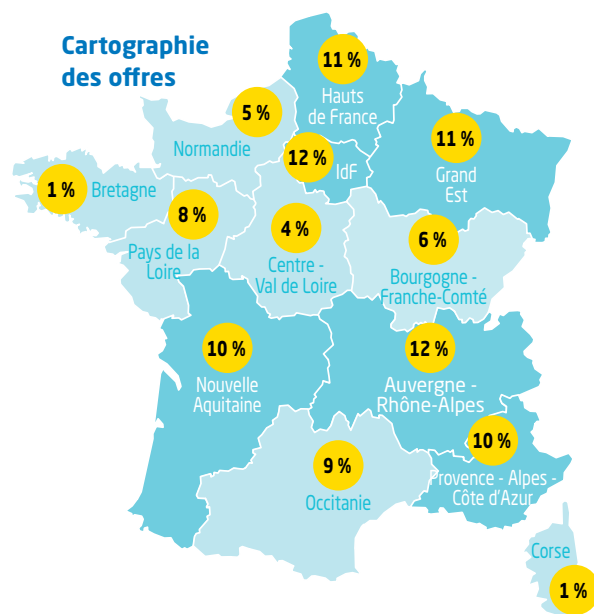 Cartographie
des offres
11 %
Hauts
de France
5 %
Normandie
12 %
IdF
11 %
Grand
Est
1 %
Bretagne
8 %
Pays de la
Loire
4 %
Centre -
Val de Loire
6 %
Bourgogne -
Franche-Comté
10 %
Nouvelle
Aquitaine
12 %
Auvergne -
Rhône-Alpes
10 %
Provence - Alpes -
Côte d'Azur
9 %
Occitanie
Corse
1 %